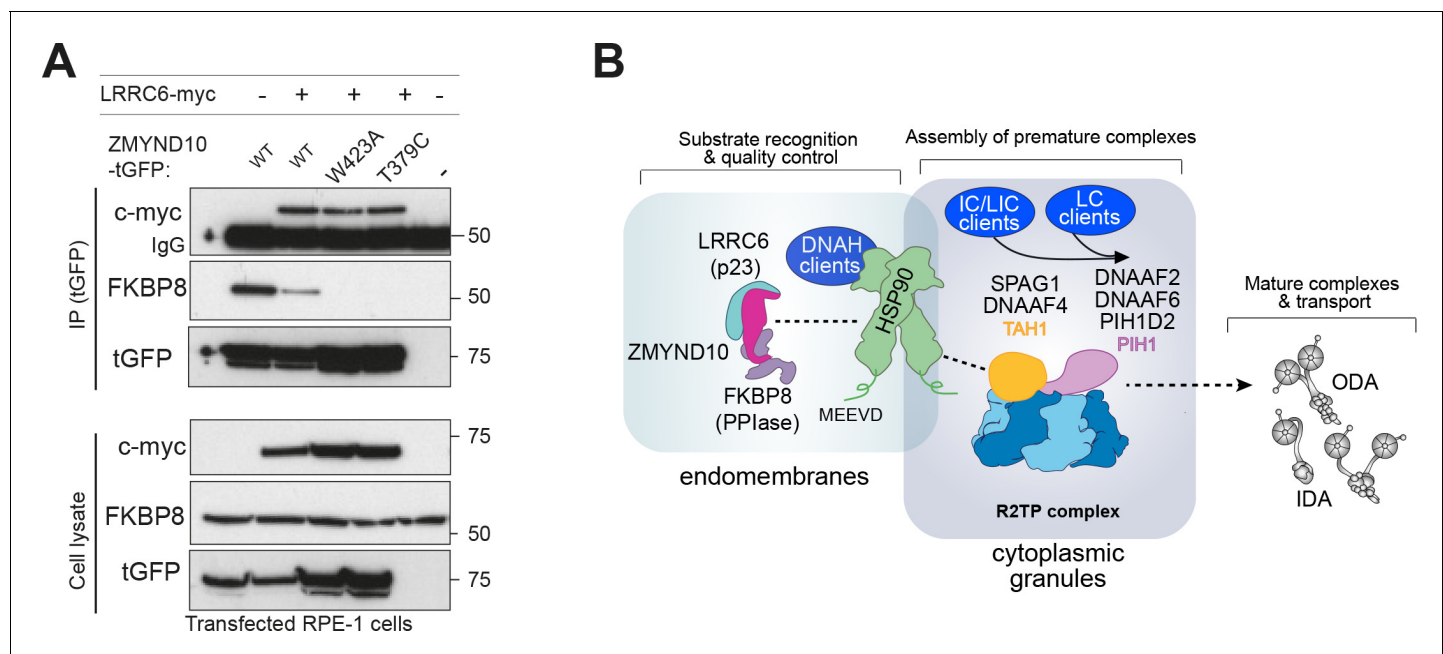 A
LRRC6-myc - + + + -
ZMYND10
-tGFP:
WT WT W423A T379C -
IP (tGFP)
c-myc
IgG
50
FKBP8
50
tGFP
75
Cell lysate
c-myc
75
FKBP8
50
tGFP
75
Transfected RPE-1 cells
B
Substrate recognition
& quality control
Assembly of premature complexes
Mature complexes
& transport
LRRC6
(p23)
DNAH
clients
HSP90
ZMYND10
FKBP8
(PPIase)
MEEVD
endomembranes
IC/LIC
clients
LC
clients
SPAG1
DNAAF4
TAH1
DNAAF2
DNAAF6
PIH1D2
PIH1
R2TP complex
cytoplasmic
granules
ODA
IDA